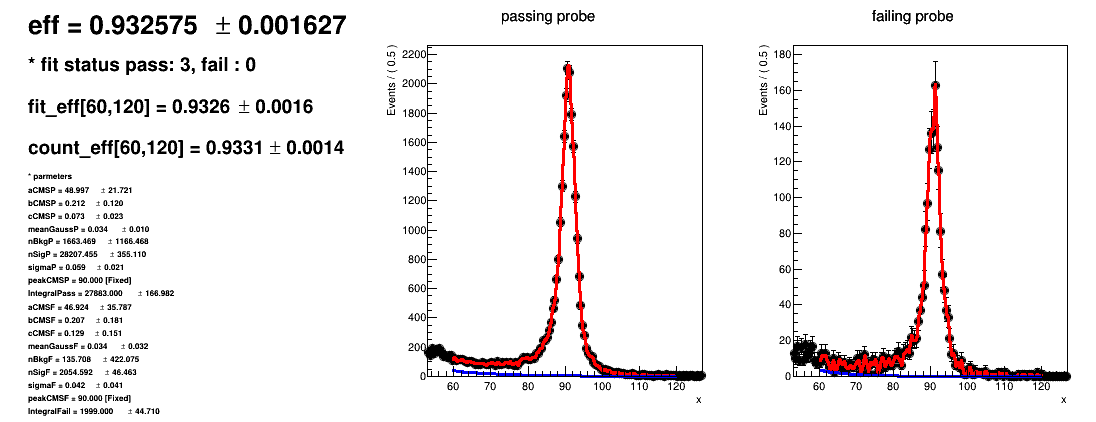 eff = 0.932575 ± 0.001627
* fit status pass: 3, fail : 0
fit_eff[60,120] = 0.9326 ± 0.0016
count_eff[60,120] = 0.9331 ± 0.0014
* parmeters
aCMSP = 48.997 ± 21.721
bCMSP = 0.212 ± 0.120
cCMSP = 0.073 ± 0.023
meanGaussP = 0.034 ± 0.010
nBkgP = 1663.469 ± 1166.468
nSigP = 28207.455 ± 355.110
sigmaP = 0.059 ± 0.021
peakCMSP = 90.000 [Fixed]
IntegralPass = 27883.000 ± 166.982
aCMSF = 46.924 ± 35.787
bCMSF = 0.207 ± 0.181
cCMSF = 0.129 ± 0.151
meanGaussF = 0.034 ± 0.032
nBkgF = 135.708 ± 422.075
nSigF = 2054.592 ± 46.463
sigmaF = 0.042 ± 0.041
peakCMSF = 90.000 [Fixed]
IntegralFail = 1999.000 ± 44.710
passing probe
Events / ( 0.5 )
2200
2000
1800
1600
1400
1200
1000
800
600
400
200
0
60 70 80 90 100 110 120
x
failing probe
Events / ( 0.5 )
180
160
140
120
100
80
60
40
20
0
60 70 80 90 100 110 120
x